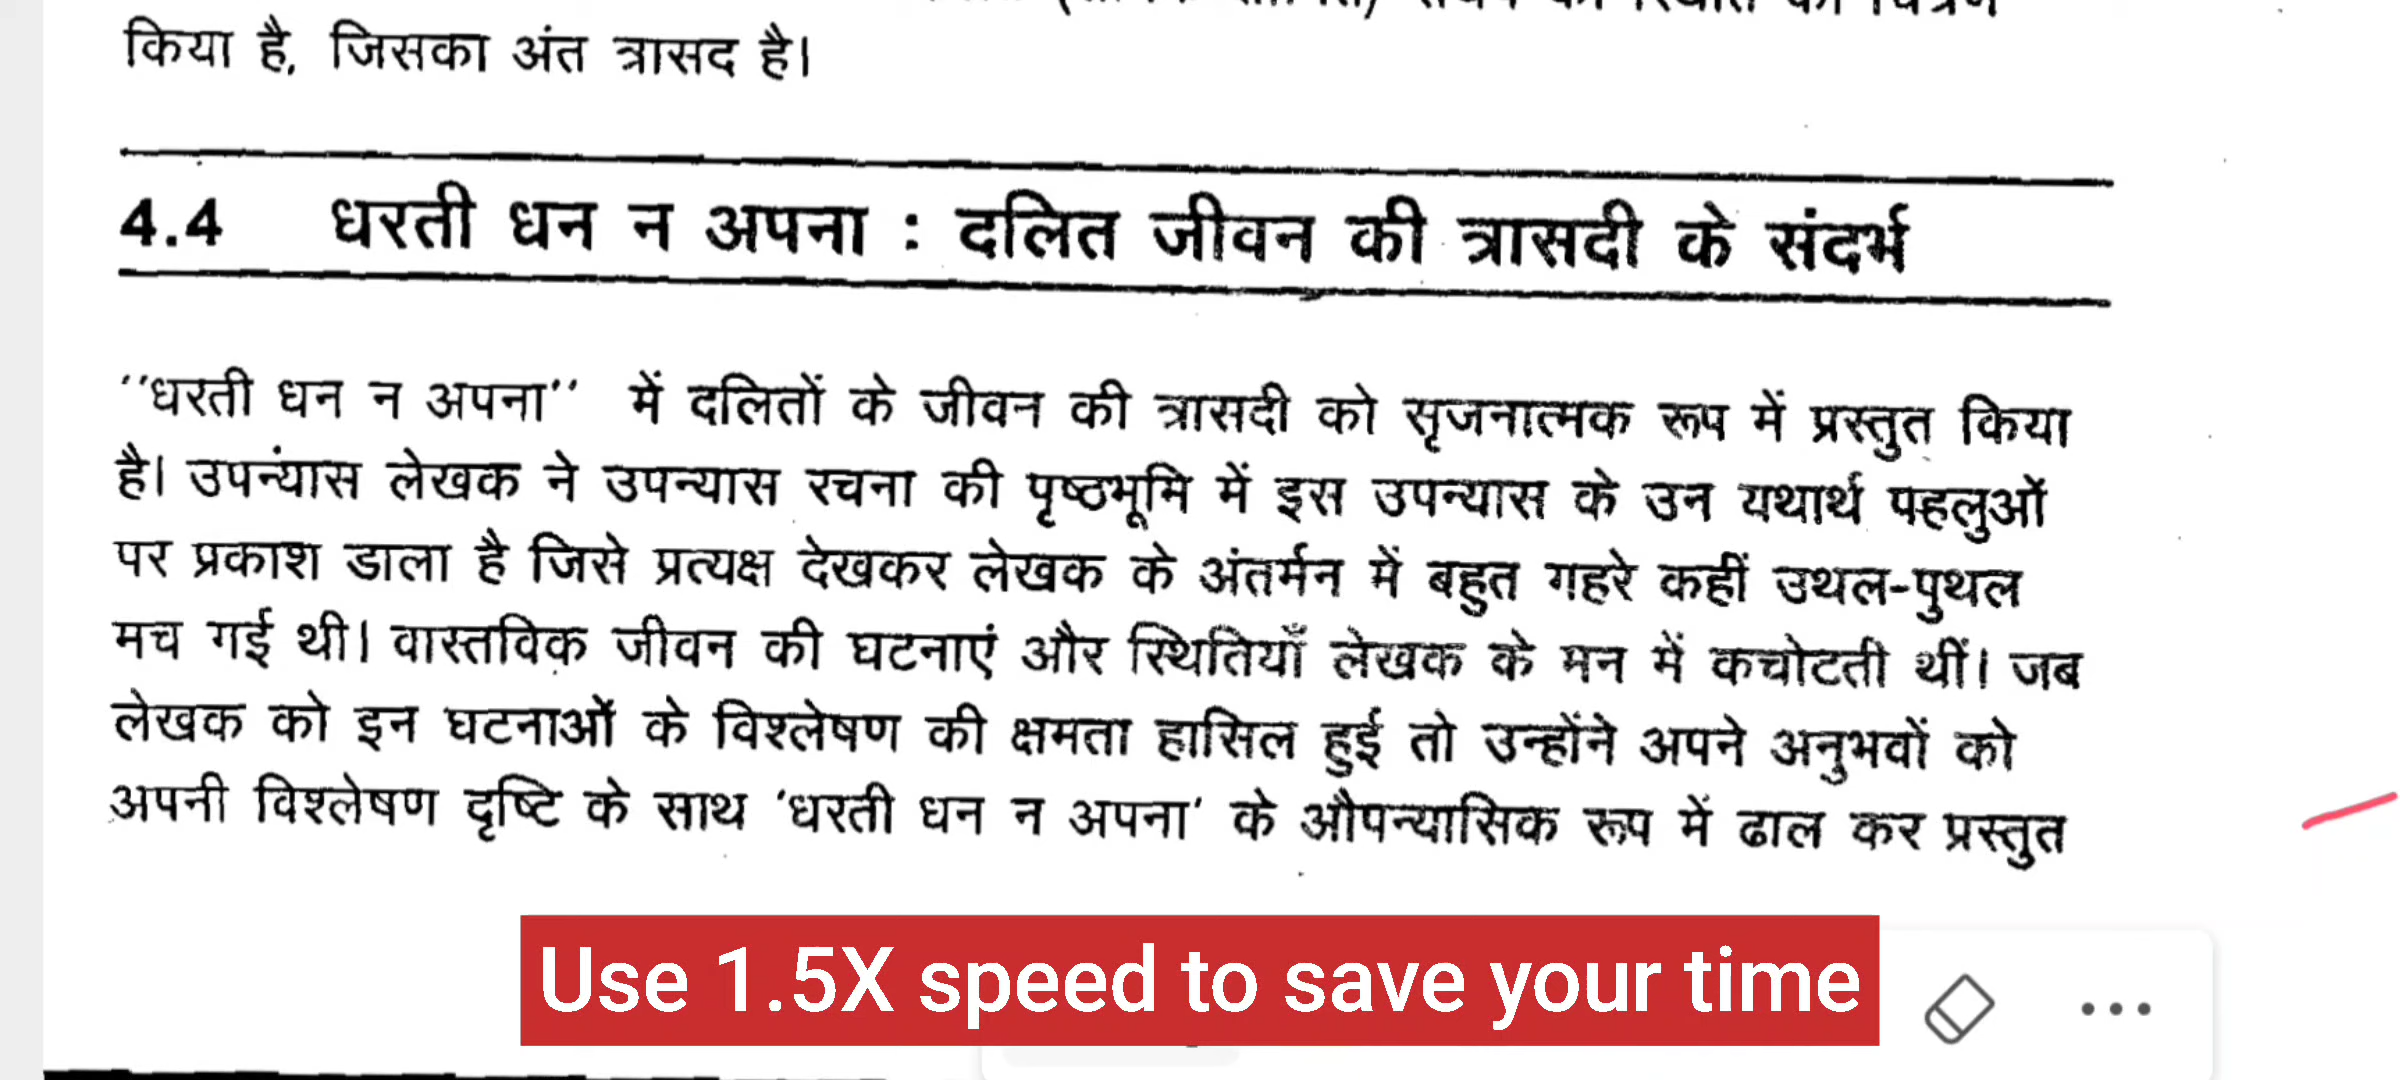 किया है, जिसका अंत त्रासद है।
4.4 धरती धन न अपना : दलित जीवन की त्रासदी के संदर्भ
''धरती धन न अपना'' में दलितों के जीवन की त्रासदी को सृजनात्मक रूप में प्रस्तुत किया
है। उपन्यास लेखक ने उपन्यास रचना की पृष्ठभूमि में इस उपन्यास के उन यथार्थ पहलुओं
पर प्रकाश डाला है जिसे प्रत्यक्ष देखकर लेखक के अंतर्मन में बहुत गहरे कहीं उथल-पुथल
मच गई थी। वास्तविक जीवन की घटनाएं और स्थितियाँ लेखक के मन में कचोटती थीं। जब
लेखक को इन घटनाओं के विश्लेषण की क्षमता हासिल हुई तो उन्होंने अपने अनुभवों को
अपनी विश्लेषण दृष्टि के साथ 'धरती धन न अपना' के औपन्यासिक रूप में ढाल कर प्रस्तुत
Use 1.5X speed to save your time